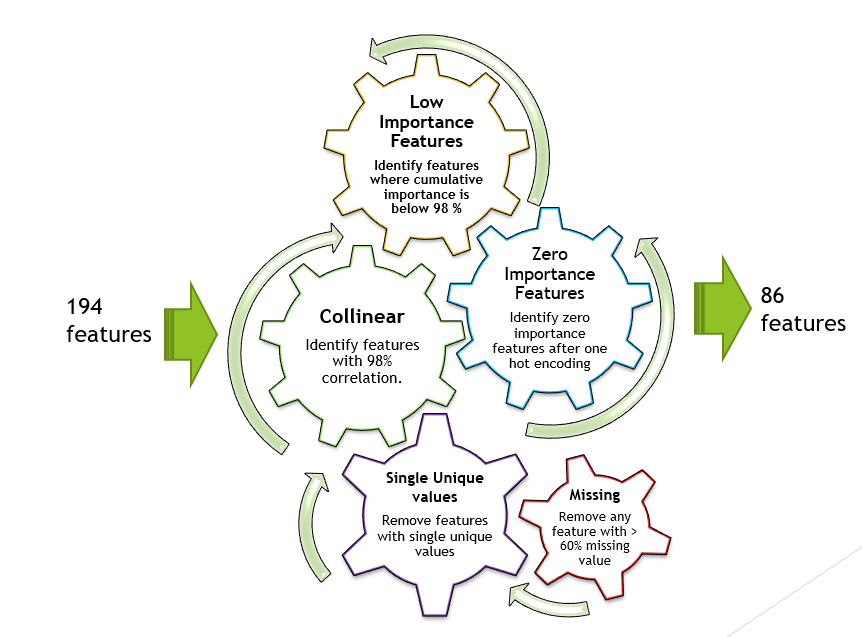 Low
Importance
Features
Identify features
where cumulative
importance is
below 98 %
Zero
Importance
Features
Identify zero
importance
features after one
hot encoding
194
features
Collinear
Identify features
with 98%
correlation.
86
features
Single Unique
values
Remove features
with single unique
values
Missing
Remove any
feature with >
60% missing
value